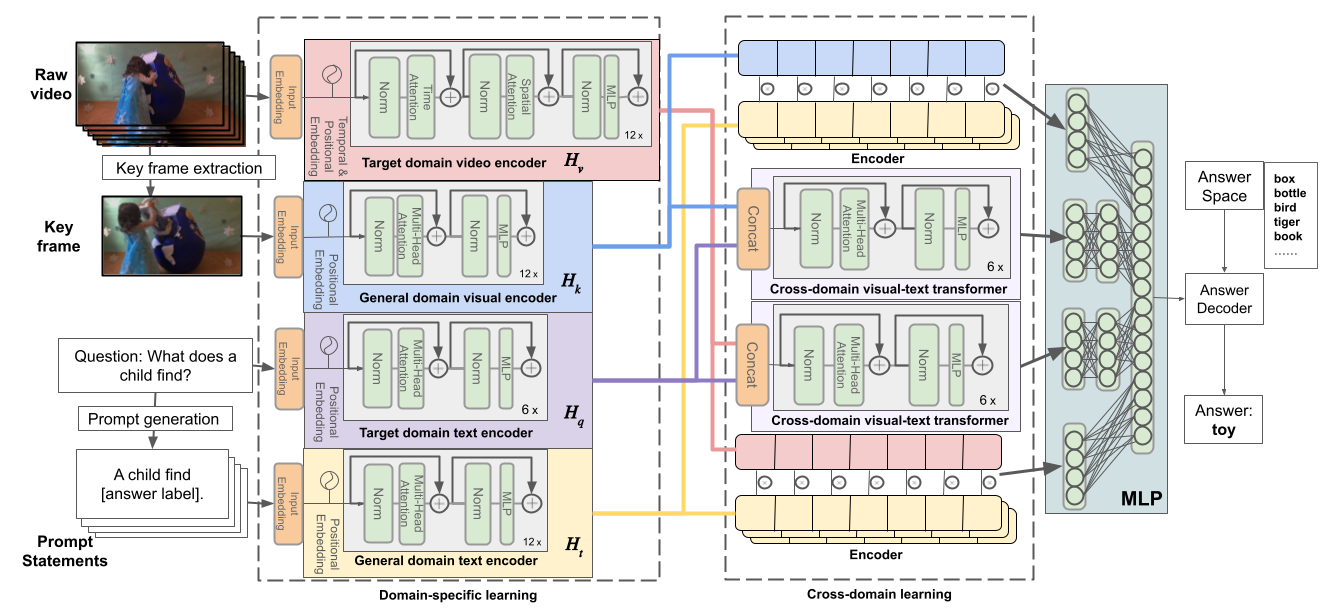 Raw
video
Key frame extraction
Key
frame
Question: What does a
child find?
Prompt generation
A child find
[answer label].
Prompt
Statements
Input
Embedding
Temporal &
Positional
Embedding
Norm
Time
Attention
Norm
Spatial
Attention
Norm
MLP
12 x
Target domain video encoder
Hv
Input
Embedding
Positional
Embedding
Norm
Multi-Head
Attention
Norm
MLP
12 x
General domain visual encoder
Hk
Input
Embedding
Positional
Embedding
Norm
Multi-Head
Attention
Norm
MLP
6 x
Target domain text encoder
Hq
Input
Embedding
Positional
Embedding
Norm
Multi-Head
Attention
Norm
MLP
12 x
General domain text encoder
Ht
Domain-specific learning
Encoder
Concat
Norm
Multi-Head
Attention
Norm
MLP
6 x
Cross-domain visual-text transformer
Concat
Norm
Multi-Head
Attention
Norm
MLP
6 x
Cross-domain visual-text transformer
Encoder
Cross-domain learning
MLP
Answer
Space
box
bottle
bird
tiger
book
......
Answer
Decoder
Answer:
toy